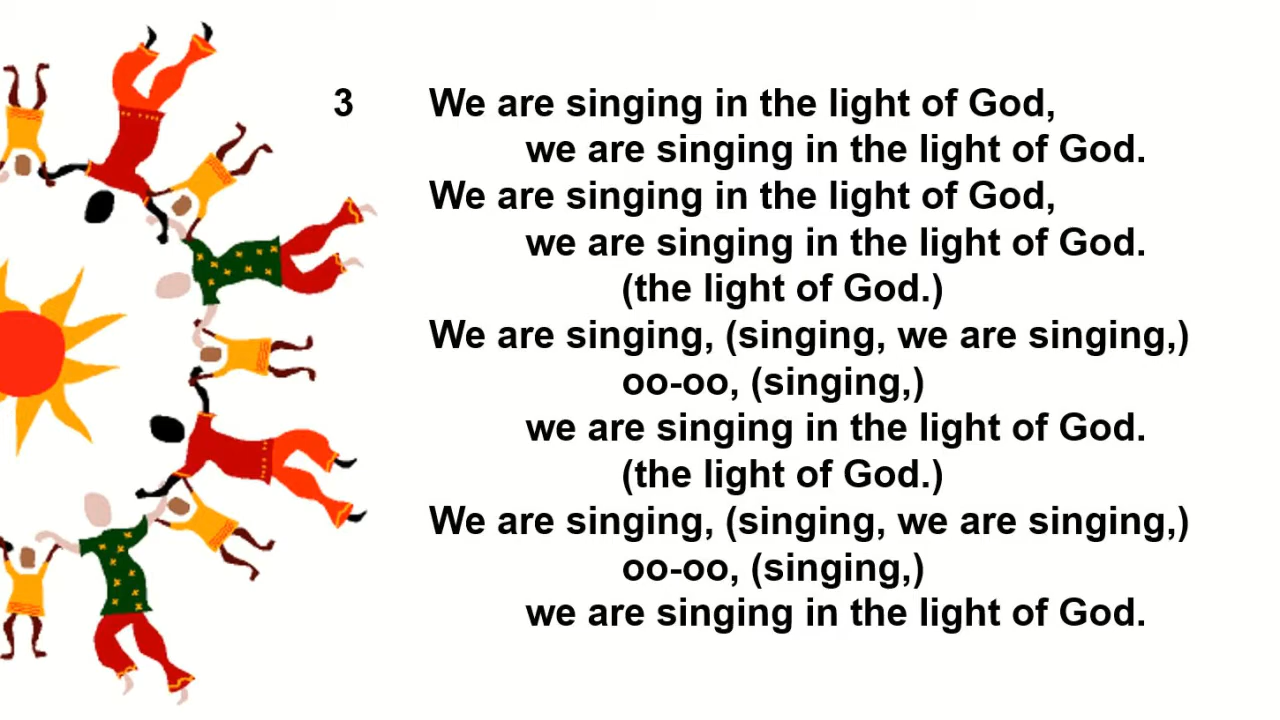 3 We are singing in the light of God,
we are singing in the light of God.
We are singing in the light of God,
we are singing in the light of God.
(the light of God.)
We are singing, (singing, we are singing,)
oo-oo, (singing,)
we are singing in the light of God.
(the light of God.)
We are singing, (singing, we are singing,)
oo-oo, (singing,)
we are singing in the light of God.